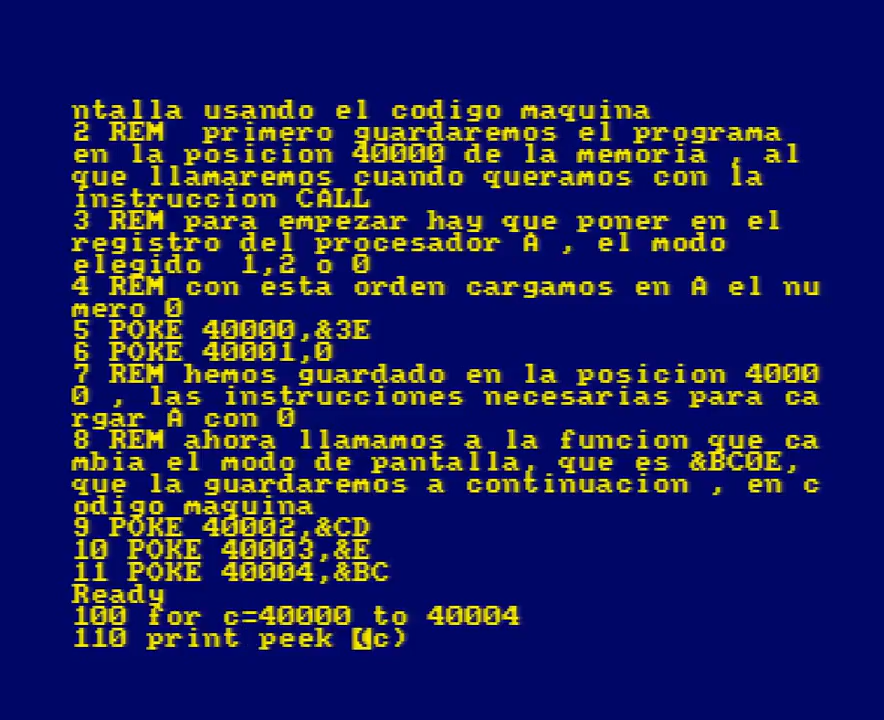 ntalla usando el codigo maquina
2 REM  primero guardaremos el programa
en la posicion 40000 de la memoria , al
que llamaremos cuando queramos con la
instruccion CALL
3 REM para empezar hay que poner en el
registro del procesador A , el modo
elegido  1,2 o 0
4 REM con esta orden cargamos en A el nu
mero 0
5 POKE 40000,&3E
6 POKE 40001,0
7 REM hemos guardado en la posicion 4000
0 , las instrucciones necesarias para ca
rgar A con 0
8 REM ahora llamamos a la funcion que ca
mbia el modo de pantalla, que es &BC0E,
que la guardaremos a continuacion , en c
odigo maquina
9 POKE 40002,&CD
10 POKE 40003,&E
11 POKE 40004,&BC
Ready
100 for c=40000 to 40004
110 print peek (c)